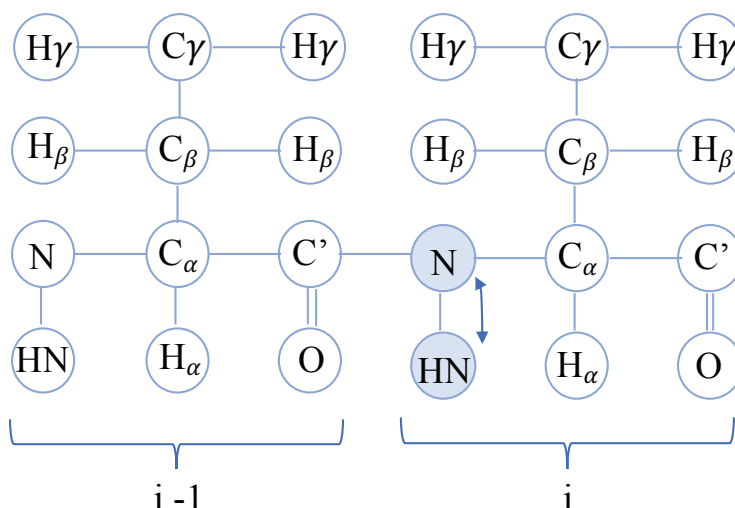 Hγ Cγ Hγ Hγ Cγ Hγ
Hβ Cβ Hβ Hβ Cβ Hβ
N Cα C’ N Cα C’
HN Hα O HN Hα O
i -1 i